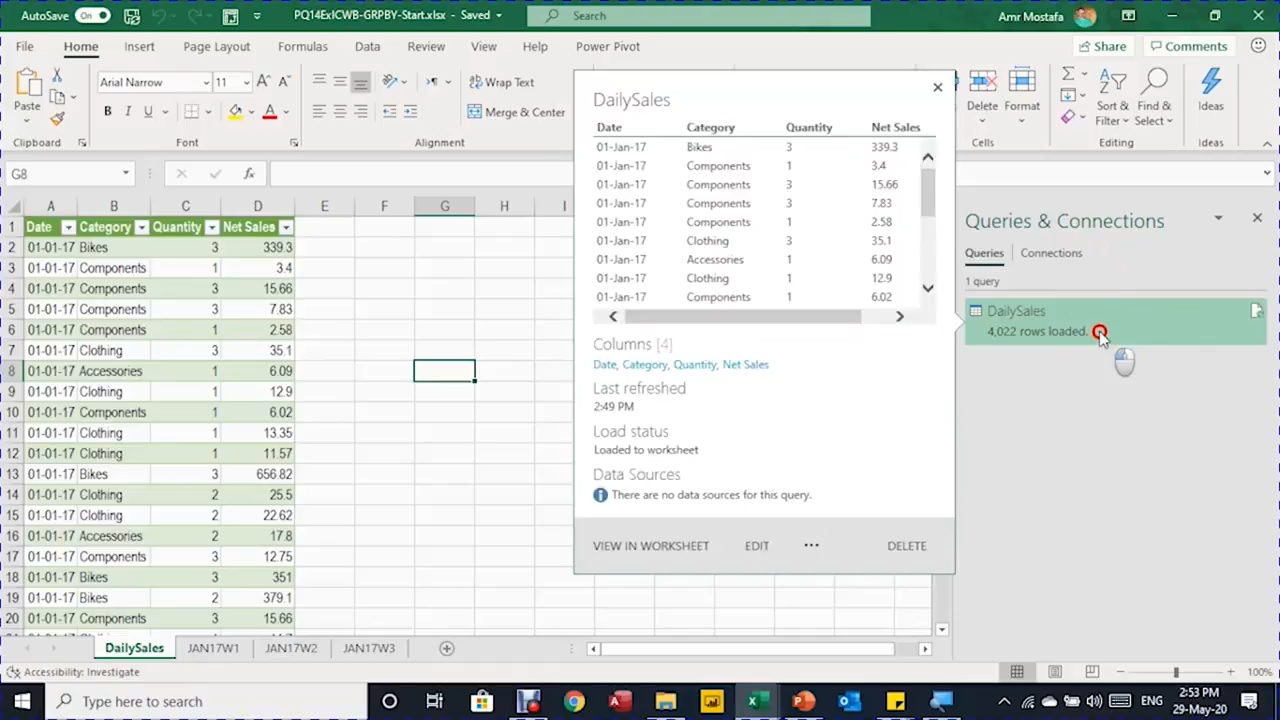 AutoSave On PQ14ExICWB-GRPBY-Start.xlsx - Saved Search Amr Mostafa
File Home Insert Page Layout Formulas Data Review View Help Power Pivot Share Comments
Paste
Arial Narrow 11
B I U A
Wrap Text
Merge & Center
Delete Format
Sort & Filter
Find & Select
Ideas
Clipboard Font Alignment Cells Editing Ideas
G8 fx
A B C D E F G H I
1 Date Category Quantity Net Sales
2 01-01-17 Bikes 3 339.3
3 01-01-17 Components 1 3.4
4 01-01-17 Components 3 15.66
5 01-01-17 Components 3 7.83
6 01-01-17 Components 1 2.58
7 01-01-17 Clothing 3 35.1
8 01-01-17 Accessories 1 6.09
9 01-01-17 Clothing 1 12.9
10 01-01-17 Components 1 6.02
11 01-01-17 Clothing 1 13.35
12 01-01-17 Clothing 1 11.57
13 01-01-17 Bikes 3 656.82
14 01-01-17 Clothing 2 25.5
15 01-01-17 Clothing 2 22.62
16 01-01-17 Accessories 2 17.8
17 01-01-17 Components 3 12.75
18 01-01-17 Bikes 3 351
19 01-01-17 Bikes 2 379.1
20 01-01-17 Components 3 15.66
DailySales
Date Category Quantity Net Sales
01-Jan-17 Bikes 3 339.3
01-Jan-17 Components 1 3.4
01-Jan-17 Components 3 15.66
01-Jan-17 Components 3 7.83
01-Jan-17 Components 1 2.58
01-Jan-17 Clothing 3 35.1
01-Jan-17 Accessories 1 6.09
01-Jan-17 Clothing 1 12.9
01-Jan-17 Components 1 6.02
Columns [4]
Date, Category, Quantity, Net Sales
Last refreshed
2:49 PM
Load status
Loaded to worksheet
Data Sources
There are no data sources for this query.
VIEW IN WORKSHEET EDIT ... DELETE
Queries & Connections
Queries Connections
1 query
DailySales
4,022 rows loaded.
DailySales JAN17W1 JAN17W2 JAN17W3
Accessibility: Investigate 100%
Type here to search ENG 2:53 PM
29-May-20